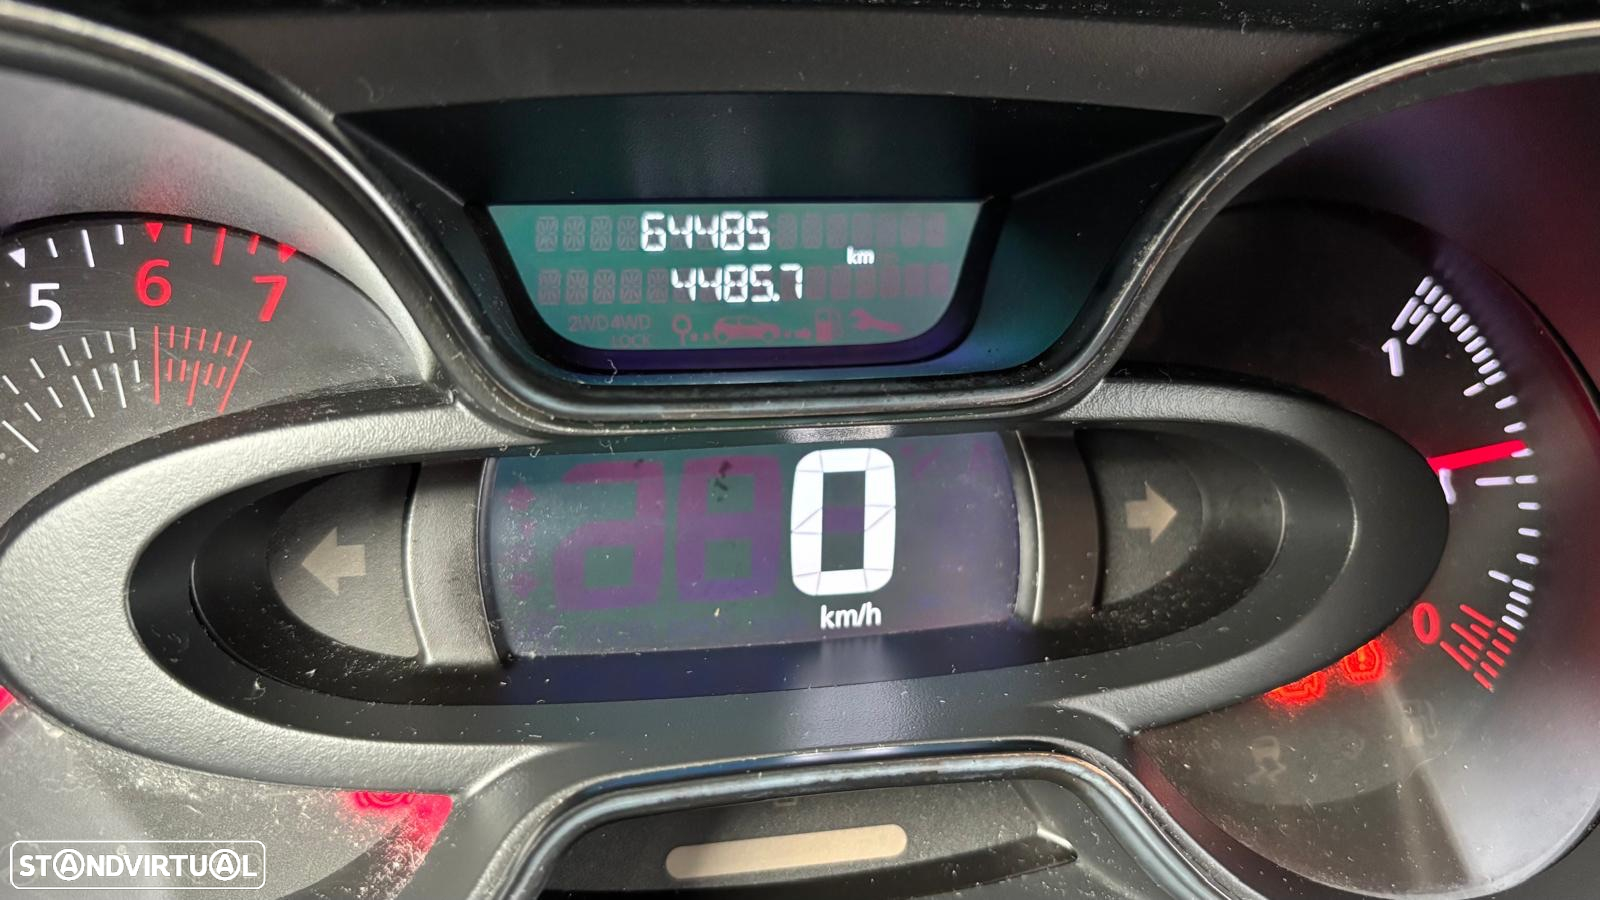 64485
km
4485.7
2WD 4WD
LOCK
5 6 7
1
0
km/h
0
STANDVIRTUAL